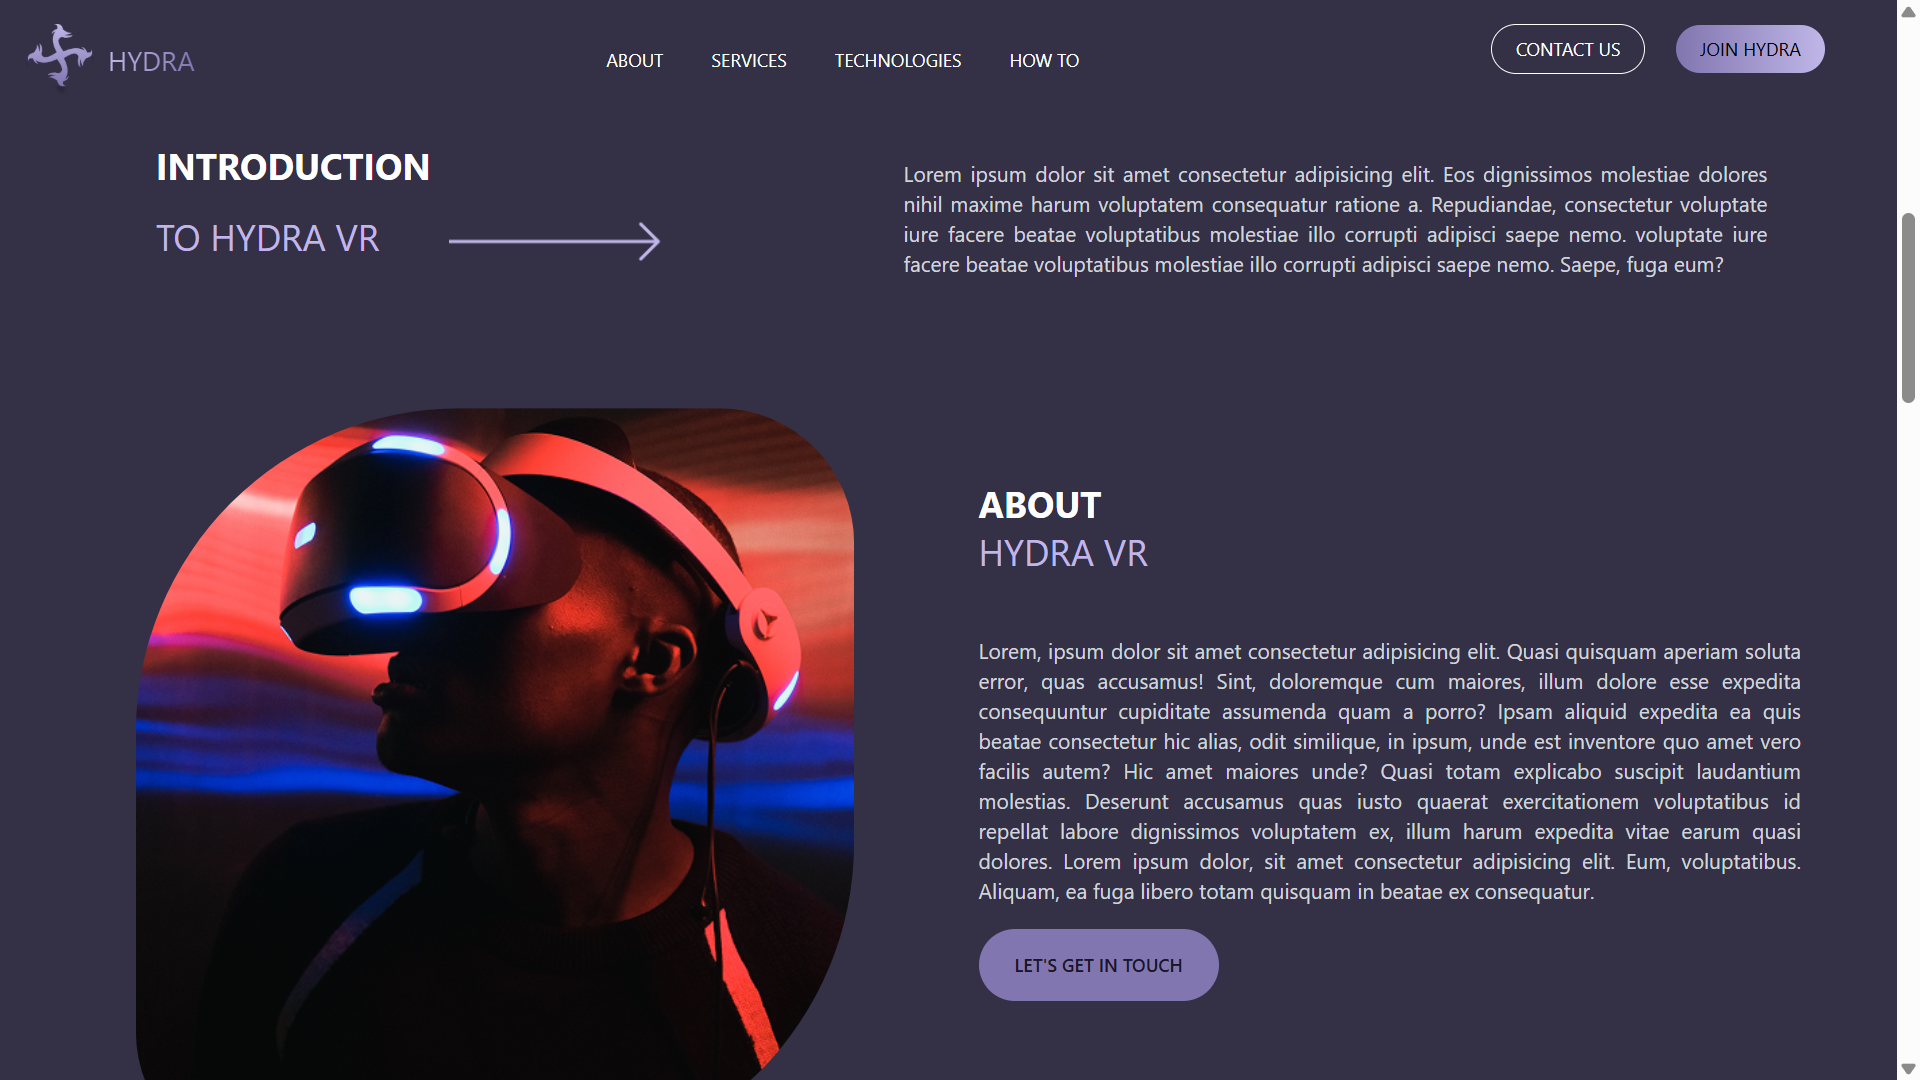 HYDRA
ABOUT
SERVICES
TECHNOLOGIES
HOW TO
CONTACT US
JOIN HYDRA
INTRODUCTION
TO HYDRA VR
Lorem ipsum dolor sit amet consectetur adipisicing elit. Eos dignissimos molestiae dolores
nihil maxime harum voluptatem consequatur ratione a. Repudiandae, consectetur voluptate
iure facere beatae voluptatibus molestiae illo corrupti adipisci saepe nemo. voluptate iure
facere beatae voluptatibus molestiae illo corrupti adipisci saepe nemo. Saepe, fuga eum?
ABOUT
HYDRA VR
Lorem, ipsum dolor sit amet consectetur adipisicing elit. Quasi quisquam aperiam soluta
error, quas accusamus! Sint, doloremque cum maiores, illum dolore esse expedita
consequuntur cupiditate assumenda quam a porro? Ipsam aliquid expedita ea quis
beatae consectetur hic alias, odit similique, in ipsum, unde est inventore quo amet vero
facilis autem? Hic amet maiores unde? Quasi totam explicabo suscipit laudantium
molestias. Deserunt accusamus quas iusto quaerat exercitationem voluptatibus id
repellat labore dignissimos voluptatem ex, illum harum expedita vitae earum quasi
dolores. Lorem ipsum dolor, sit amet consectetur adipisicing elit. Eum, voluptatibus.
Aliquam, ea fuga libero totam quisquam in beatae ex consequatur.
LET'S GET IN TOUCH